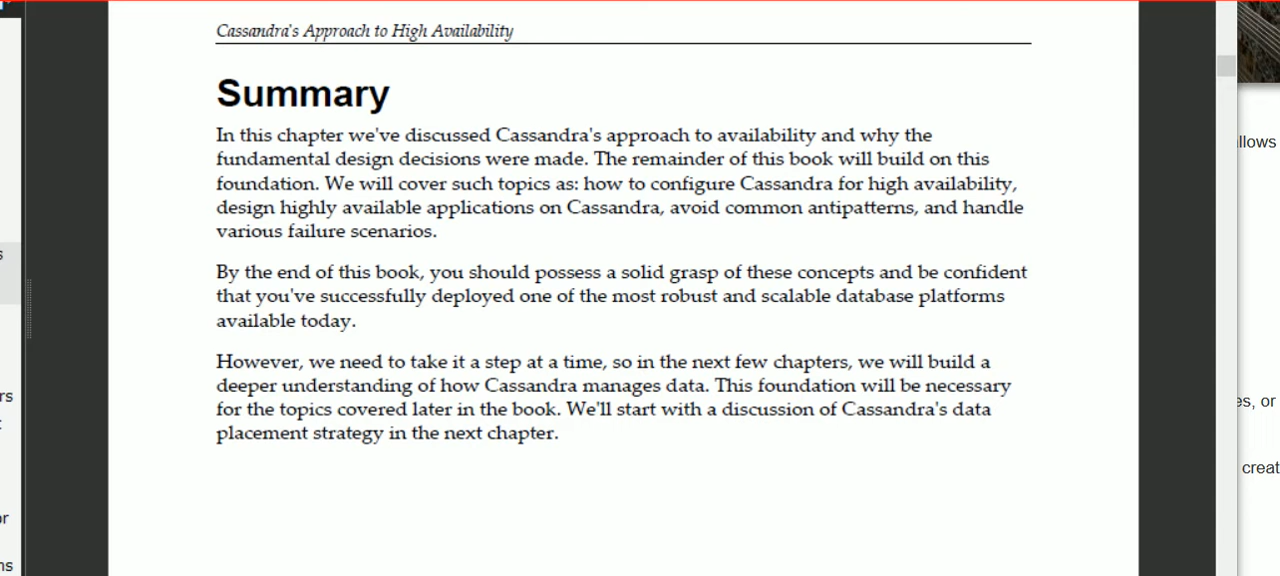 Cassandra's Approach to High Availability
Summary
In this chapter we've discussed Cassandra's approach to availability and why the
fundamental design decisions were made. The remainder of this book will build on this
foundation. We will cover such topics as: how to configure Cassandra for high availability,
design highly available applications on Cassandra, avoid common antipatterns, and handle
various failure scenarios.
By the end of this book, you should possess a solid grasp of these concepts and be confident
that you've successfully deployed one of the most robust and scalable database platforms
available today.
However, we need to take it a step at a time, so in the next few chapters, we will build a
deeper understanding of how Cassandra manages data. This foundation will be necessary
for the topics covered later in the book. We'll start with a discussion of Cassandra's data
placement strategy in the next chapter.
es, or